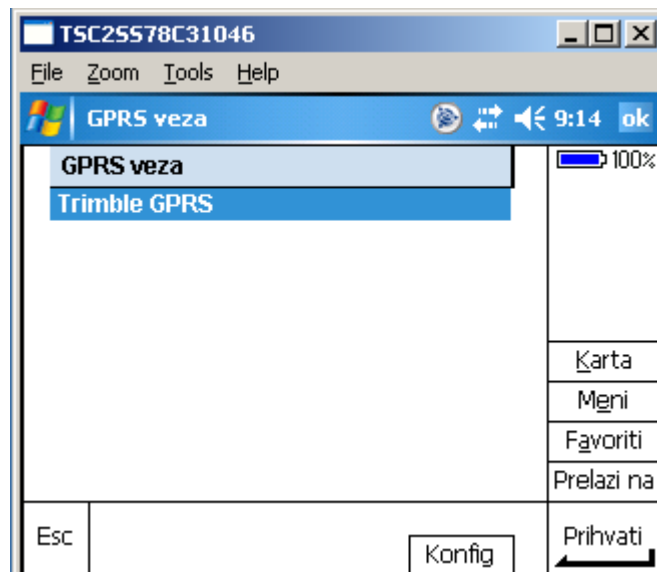 TSC2SS78C31046
File Zoom Tools Help
GPRS veza 9:14 ok
GPRS veza 100%
Trimble GPRS
Karta
Meni
Favoriti
Prelazi na
Esc Konfig Prihvati